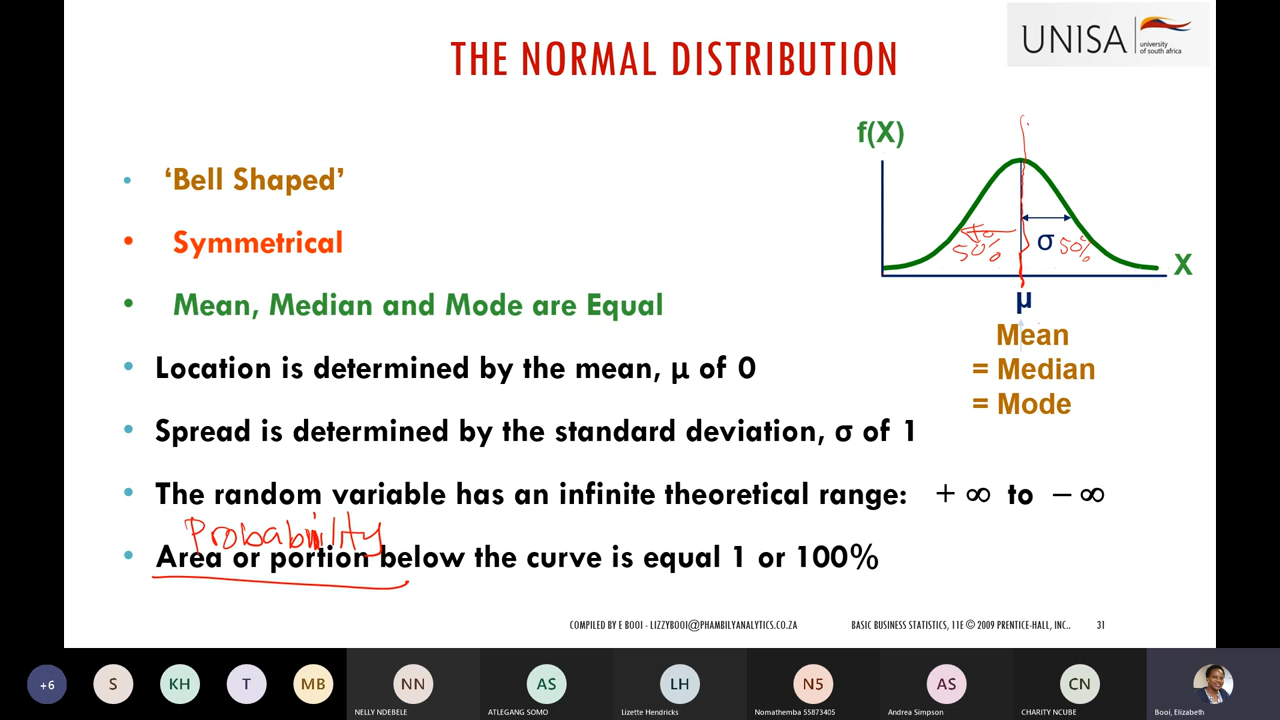 THE NORMAL DISTRIBUTION
UNISA university of south africa
• 'Bell Shaped'
• Symmetrical
• Mean, Median and Mode are Equal
• Location is determined by the mean, μ of 0
• Spread is determined by the standard deviation, σ of 1
• The random variable has an infinite theoretical range: + ∞ to − ∞
Probability
• Area or portion below the curve is equal 1 or 100%
f(X)
50%
σ
50%
X
μ
Mean
= Median
= Mode
COMPILED BY E BOOI - LIZZYBOOI@PHAMBILYANALYTICS.CO.ZA
BASIC BUSINESS STATISTICS, 11E © 2009 PRENTICE-HALL, INC..
31
+6
S
KH
T
MB
NN
AS
LH
N5
AS
CN
NELLY NDEBELE
ATLEGANG SOMO
Lizette Hendricks
Nomathemba 55873405
Andrea Simpson
CHARITY NCUBE
Booi, Elizabeth